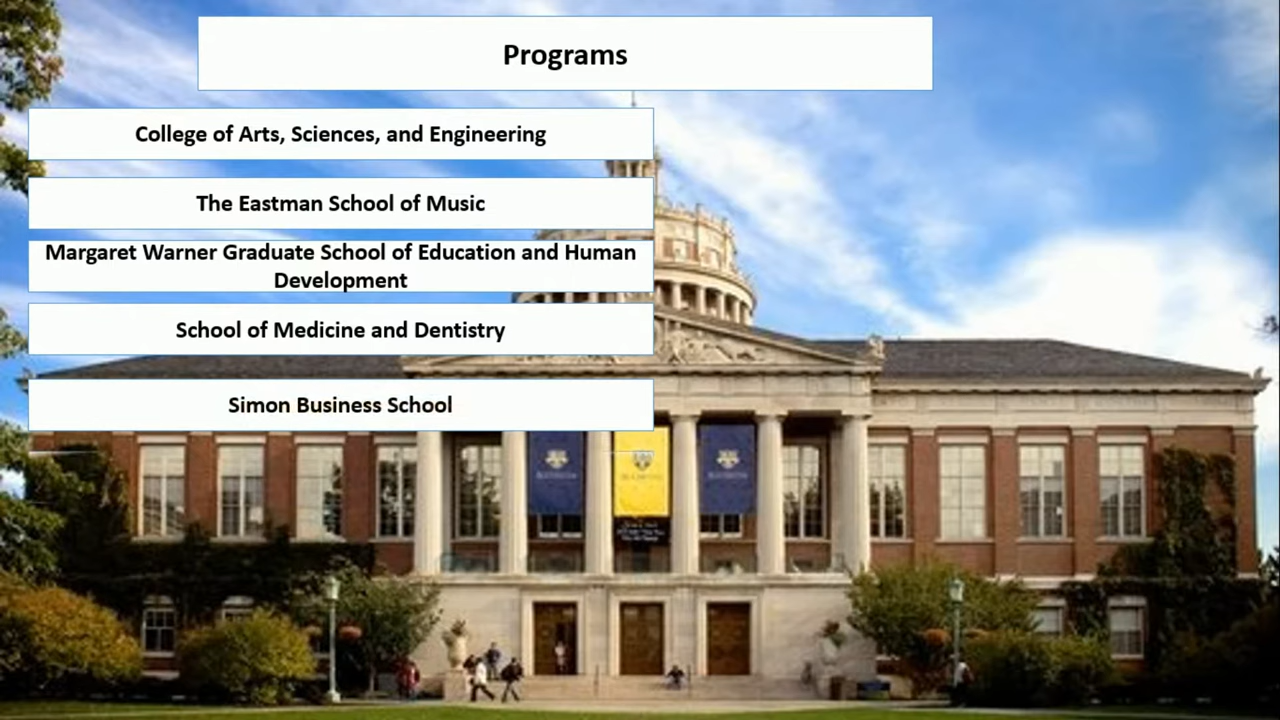 Programs
College of Arts, Sciences, and Engineering
The Eastman School of Music
Margaret Warner Graduate School of Education and Human
Development
School of Medicine and Dentistry
Simon Business School